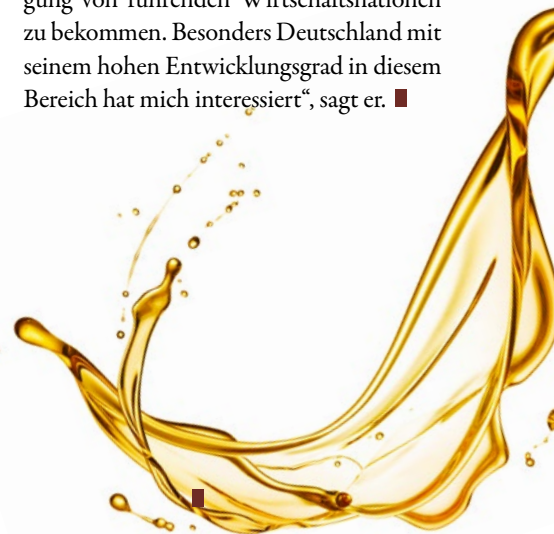 gung von führenden Wirtschaftsnationen
zu bekommen. Besonders Deutschland mit
seinem hohen Entwicklungsgrad in diesem
Bereich hat mich interessiert“, sagt er.